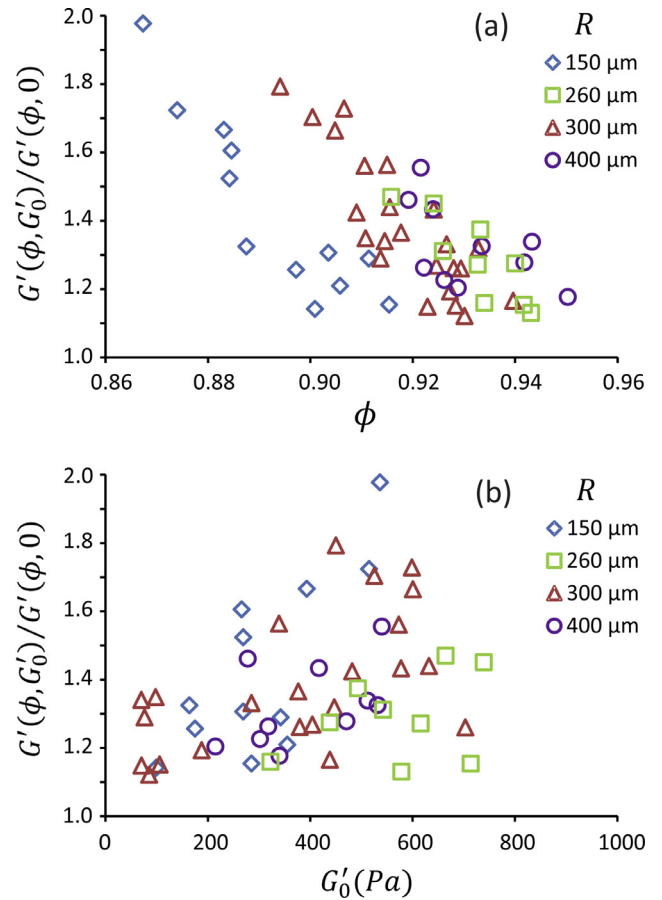 (a)
R
150 µm
260 µm
300 µm
400 µm
G′(ϕ, G′₀)/G′(ϕ, 0)
2.0
1.8
1.6
1.4
1.2
1.0
0.86 0.88 0.90 0.92 0.94 0.96
ϕ
(b)
R
150 µm
260 µm
300 µm
400 µm
G′(ϕ, G′₀)/G′(ϕ, 0)
2.0
1.8
1.6
1.4
1.2
1.0
0 200 400 600 800 1000
G′₀(Pa)